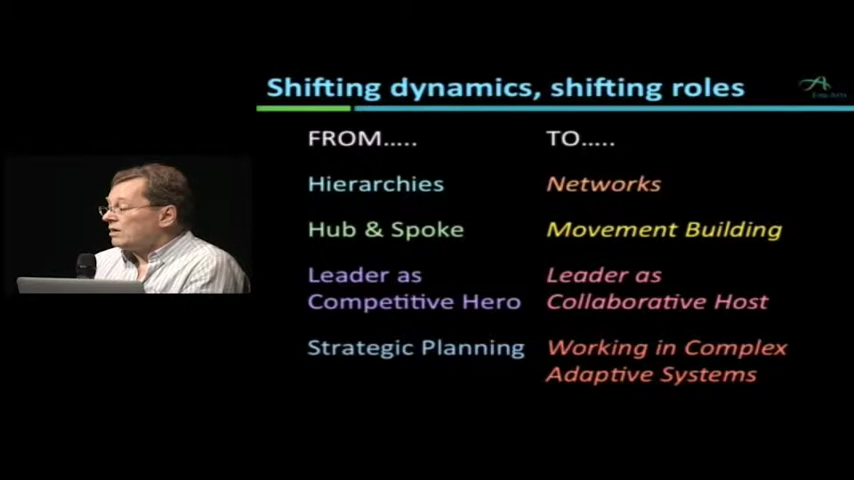 Shifting dynamics, shifting roles
FROM.....
TO.....
Hierarchies
Networks
Hub & Spoke
Movement Building
Leader as
Competitive Hero
Leader as
Collaborative Host
Strategic Planning
Working in Complex
Adaptive Systems